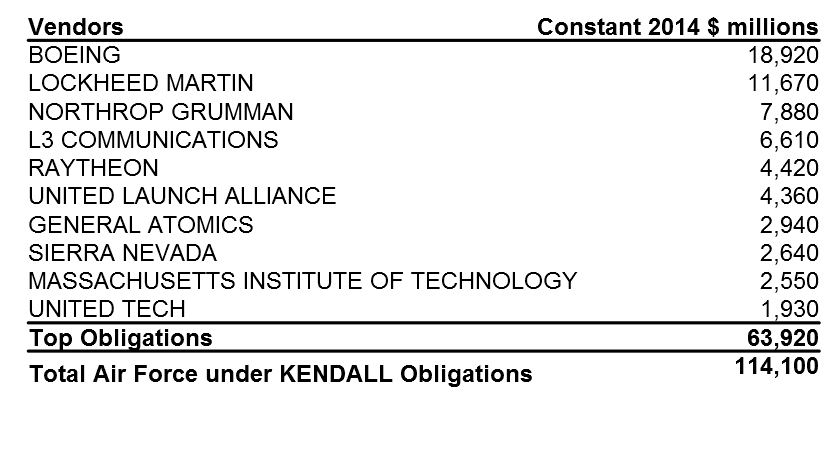 Vendors Constant 2014 $ millions
BOEING 18,920
LOCKHEED MARTIN 11,670
NORTHROP GRUMMAN 7,880
L3 COMMUNICATIONS 6,610
RAYTHEON 4,420
UNITED LAUNCH ALLIANCE 4,360
GENERAL ATOMICS 2,940
SIERRA NEVADA 2,640
MASSACHUSETTS INSTITUTE OF TECHNOLOGY 2,550
UNITED TECH 1,930
Top Obligations 63,920
Total Air Force under KENDALL Obligations 114,100